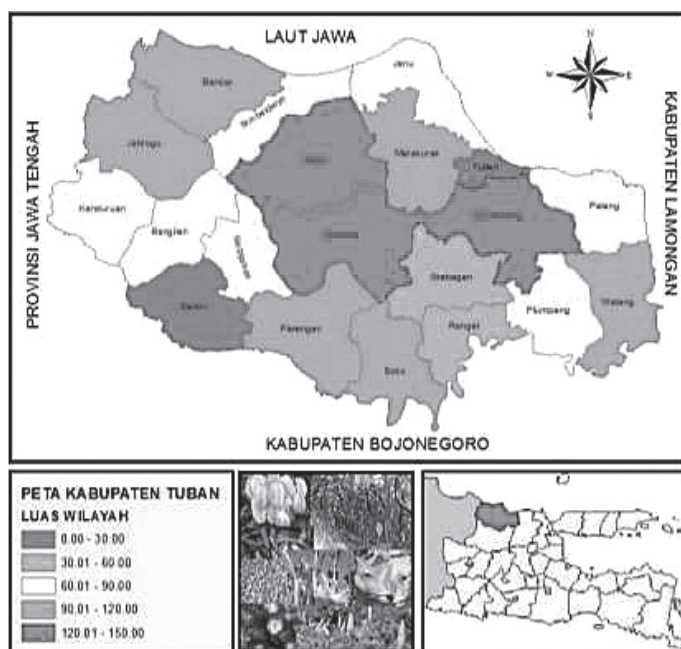 LAUT JAWA
PROVINSI JAWA TENGAH
KABUPATEN LAMONGAN
KABUPATEN BOJONEGORO
N
W
E
S
Bancar
Jenu
Jatirogo
Merakurak
Tuban
Kenduruan
Bangilan
Palang
Senori
Grabagan
Widang
Plumpang
Parengan
Rengel
Soko
PETA KABUPATEN TUBAN
LUAS WILAYAH
0.00 - 30.00
30.01 - 60.00
60.01 - 90.00
90.01 - 120.00
120.01 - 150.00